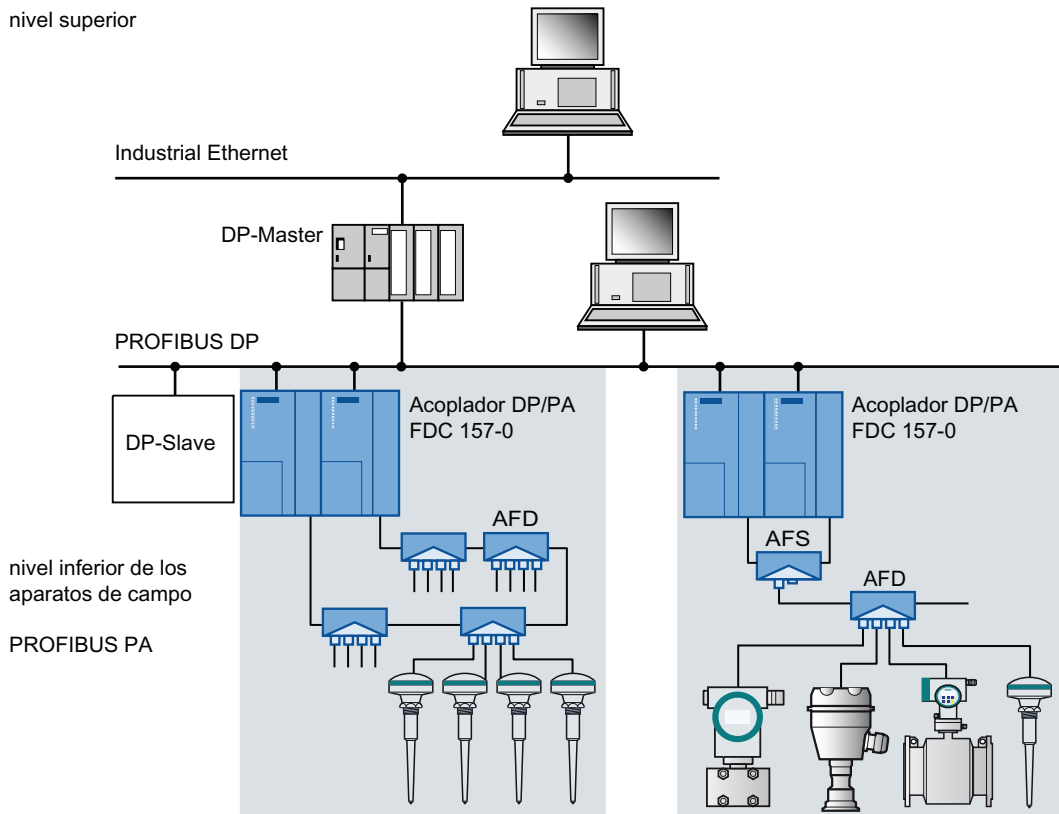 nivel superior
Industrial Ethernet
DP-Master
PROFIBUS DP
DP-Slave
Acoplador DP/PA
FDC 157-0
Acoplador DP/PA
FDC 157-0
AFD
AFS
AFD
nivel inferior de los
aparatos de campo
PROFIBUS PA